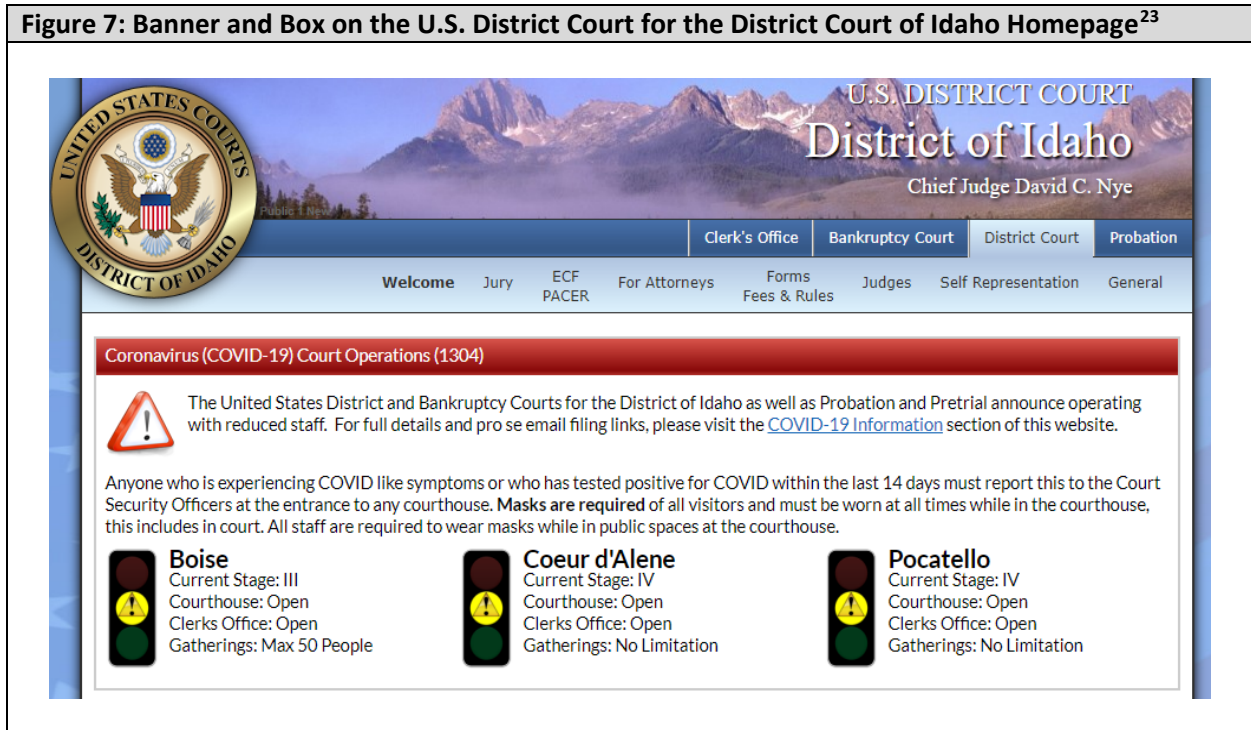 Figure 7: Banner and Box on the U.S. District Court for the District Court of Idaho Homepage23
UNITED STATES COURTS
DISTRICT OF IDAHO
U.S. DISTRICT COURT
District of Idaho
Chief Judge David C. Nye
Public 1 New
Clerk's Office Bankruptcy Court District Court Probation
Welcome Jury ECF PACER For Attorneys Forms Fees & Rules Judges Self Representation General
Coronavirus (COVID-19) Court Operations (1304)
The United States District and Bankruptcy Courts for the District of Idaho as well as Probation and Pretrial announce operating
with reduced staff. For full details and pro se email filing links, please visit the COVID-19 Information section of this website.
Anyone who is experiencing COVID like symptoms or who has tested positive for COVID within the last 14 days must report this to the Court
Security Officers at the entrance to any courthouse. Masks are required of all visitors and must be worn at all times while in the courthouse,
this includes in court. All staff are required to wear masks while in public spaces at the courthouse.
Boise
Current Stage: III
Courthouse: Open
Clerks Office: Open
Gatherings: Max 50 People
Coeur d'Alene
Current Stage: IV
Courthouse: Open
Clerks Office: Open
Gatherings: No Limitation
Pocatello
Current Stage: IV
Courthouse: Open
Clerks Office: Open
Gatherings: No Limitation